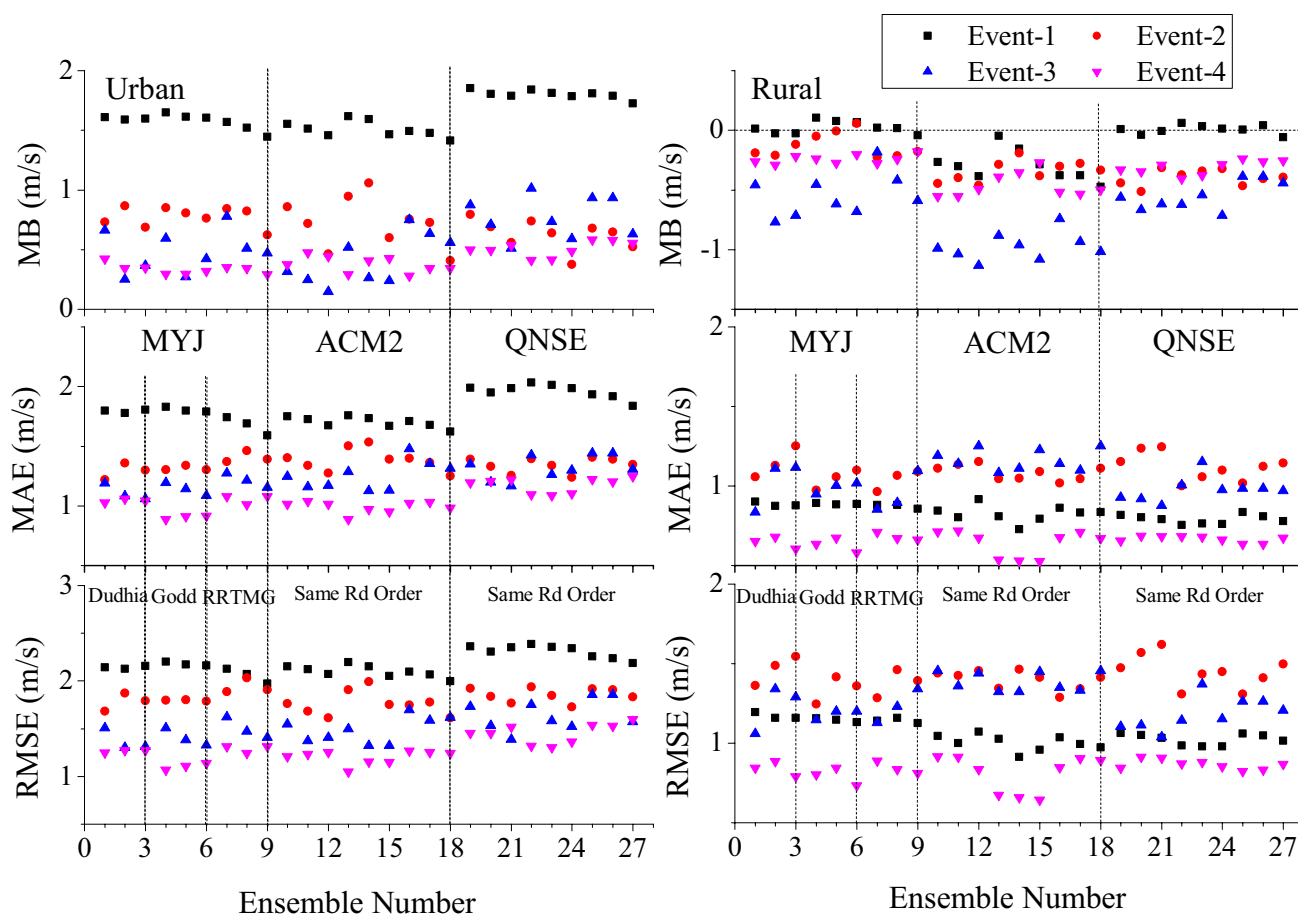 Event-1 Event-2
Event-3 Event-4
Urban
Rural
MB (m/s)
2
1
0
MB (m/s)
0
-1
MYJ ACM2 QNSE
MYJ ACM2 QNSE
MAE (m/s)
2
1
MAE (m/s)
2
1
Dudhia Godd RRTMG Same Rd Order Same Rd Order
Dudhia Godd RRTMG Same Rd Order Same Rd Order
RMSE (m/s)
3
2
1
RMSE (m/s)
2
1
0 3 6 9 12 15 18 21 24 27
0 3 6 9 12 15 18 21 24 27
Ensemble Number
Ensemble Number